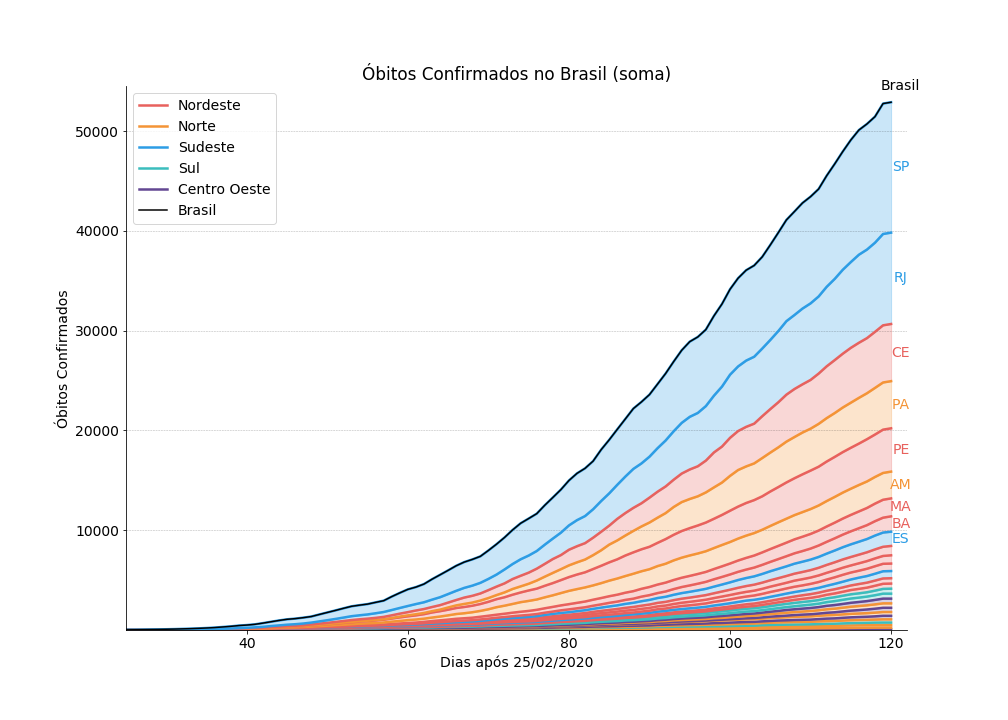 Óbitos Confirmados no Brasil (soma)
Brasil
Nordeste
Norte
Sudeste
Sul
Centro Oeste
Brasil
50000
40000
30000
20000
10000
Óbitos Confirmados
SP
RJ
CE
PA
PE
AM
MA
BA
ES
40
60
80
100
120
Dias após 25/02/2020